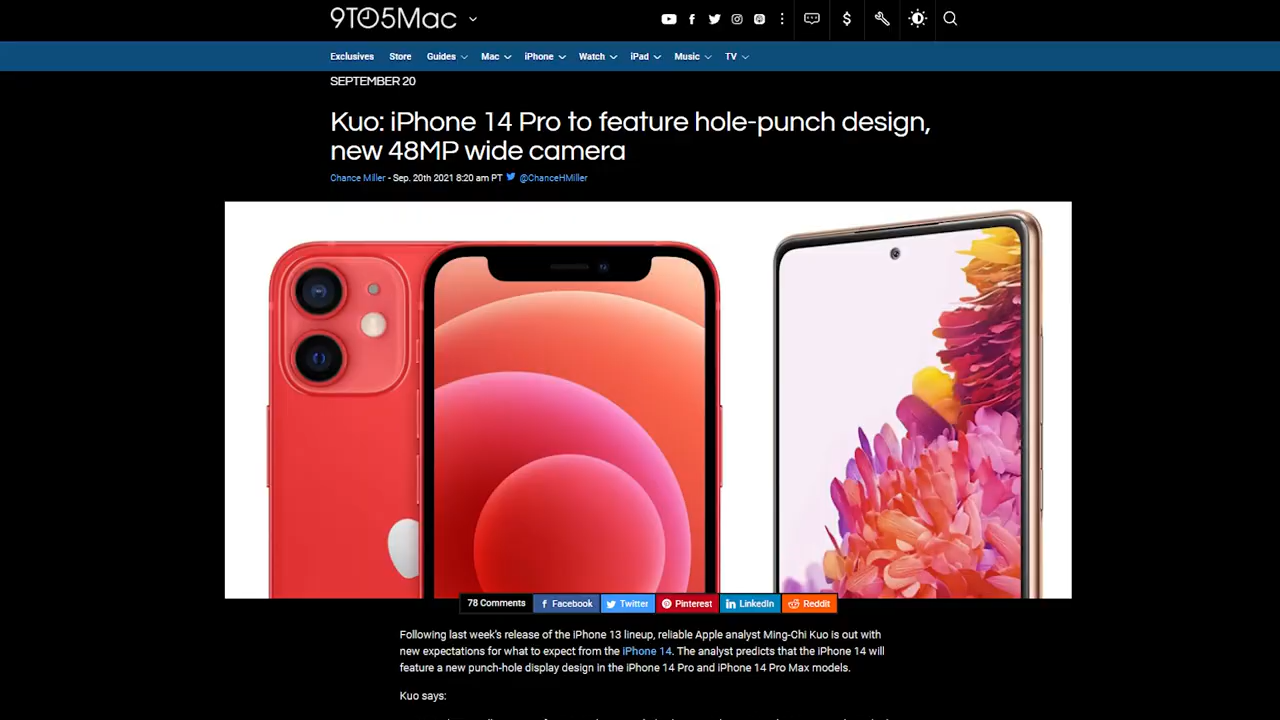 9TO5Mac
Exclusives Store Guides Mac iPhone Watch iPad Music TV
SEPTEMBER 20
Kuo: iPhone 14 Pro to feature hole-punch design,
new 48MP wide camera
Chance Miller - Sep. 20th 2021 8:20 am PT @ChanceHMiller
78 Comments Facebook Twitter Pinterest LinkedIn Reddit
Following last week's release of the iPhone 13 lineup, reliable Apple analyst Ming-Chi Kuo is out with
new expectations for what to expect from the iPhone 14. The analyst predicts that the iPhone 14 will
feature a new punch-hole display design in the iPhone 14 Pro and iPhone 14 Pro Max models.
Kuo says: